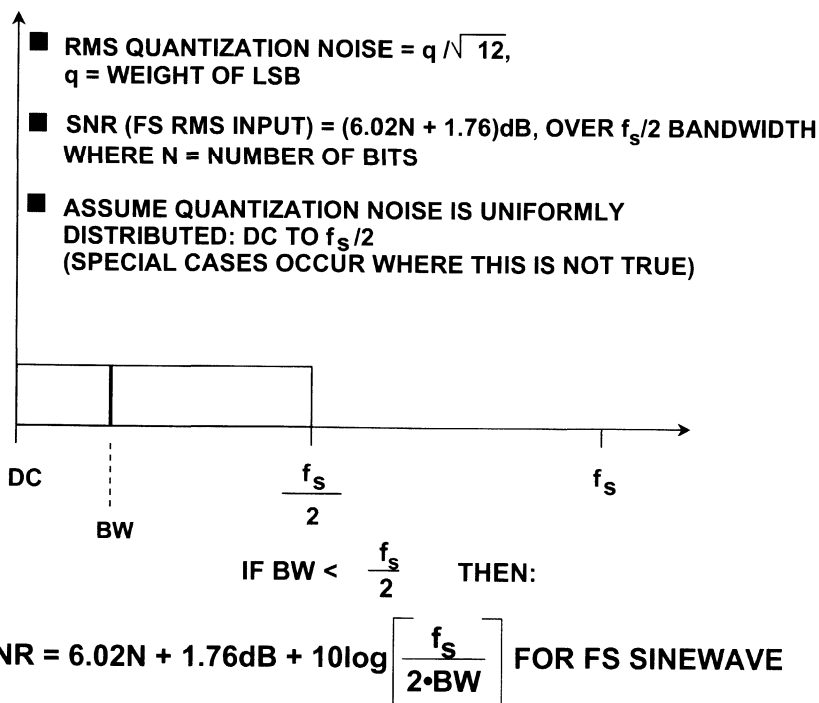 ■ RMS QUANTIZATION NOISE = q /√ 12,
q = WEIGHT OF LSB
■ SNR (FS RMS INPUT) = (6.02N + 1.76)dB, OVER fs/2 BANDWIDTH
WHERE N = NUMBER OF BITS
■ ASSUME QUANTIZATION NOISE IS UNIFORMLY
DISTRIBUTED: DC TO fs/2
(SPECIAL CASES OCCUR WHERE THIS IS NOT TRUE)
DC
BW
fs/2
fs
IF BW < fs/2 THEN:
NR = 6.02N + 1.76dB + 10log[fs/2•BW] FOR FS SINEWAVE